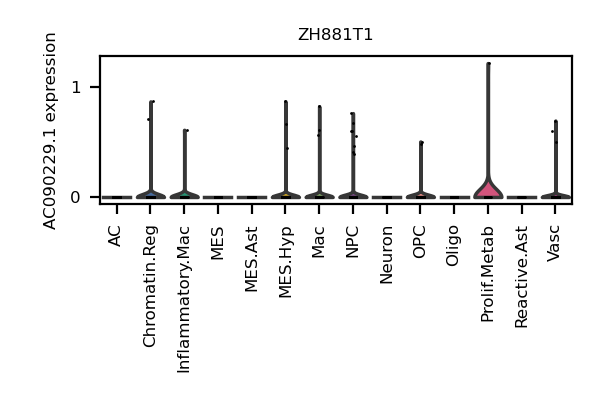 ZH881T1
AC090229.1 expression
1
0
AC
Chromatin.Reg
Inflammatory.Mac
MES
MES.Ast
MES.Hyp
Mac
NPC
Neuron
OPC
Oligo
Prolif.Metab
Reactive.Ast
Vasc